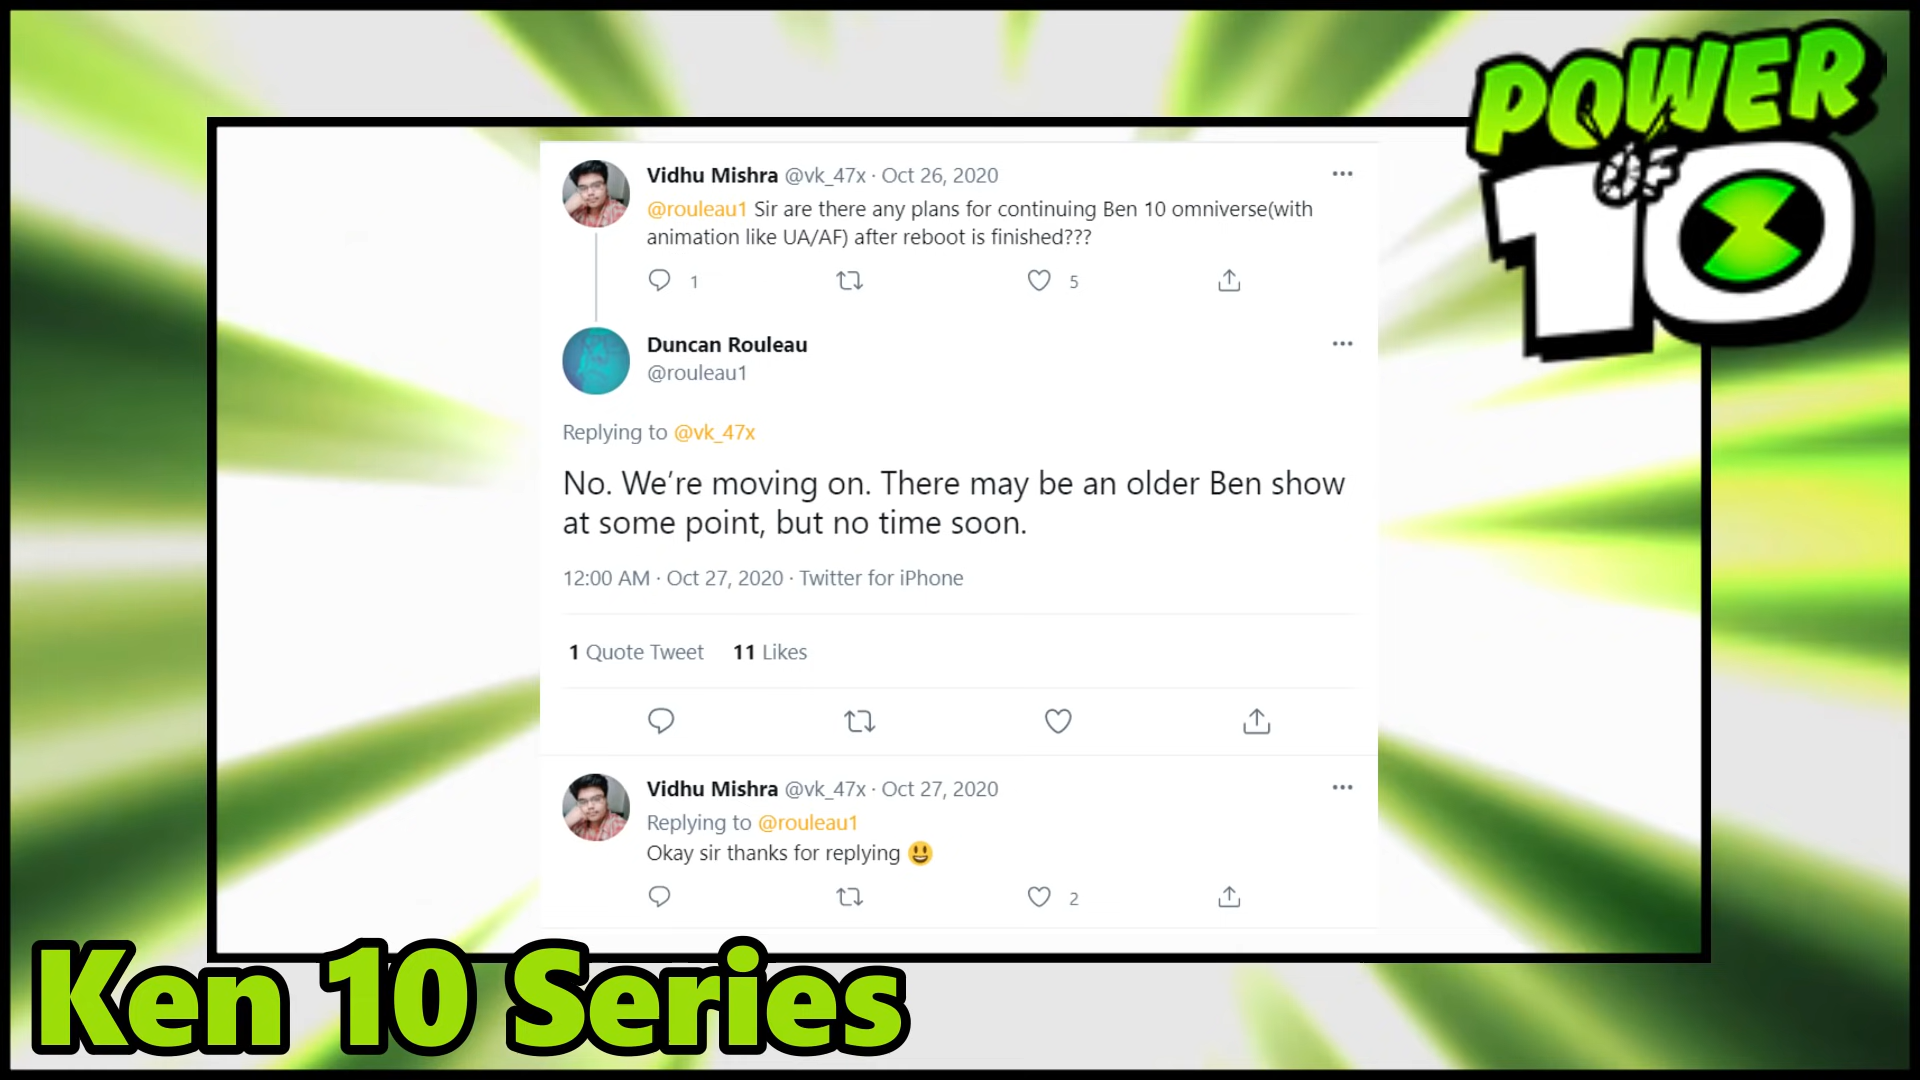 POWER
OF
10
Vidhu Mishra @vk_47x · Oct 26, 2020
@rouleau1 Sir are there any plans for continuing Ben 10 omniverse(with
animation like UA/AF) after reboot is finished???
1
5
Duncan Rouleau
@rouleau1
Replying to @vk_47x
No. We’re moving on. There may be an older Ben show
at some point, but no time soon.
12:00 AM · Oct 27, 2020 · Twitter for iPhone
1 Quote Tweet 11 Likes
Vidhu Mishra @vk_47x · Oct 27, 2020
Replying to @rouleau1
Okay sir thanks for replying 😃
2
Ken 10 Series